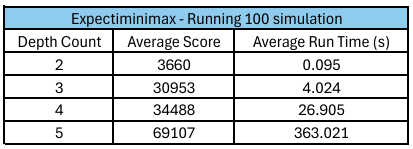 Expectiminimax - Running 100 simulation
Depth Count Average Score Average Run Time (s)
2 3660 0.095
3 30953 4.024
4 34488 26.905
5 69107 363.021